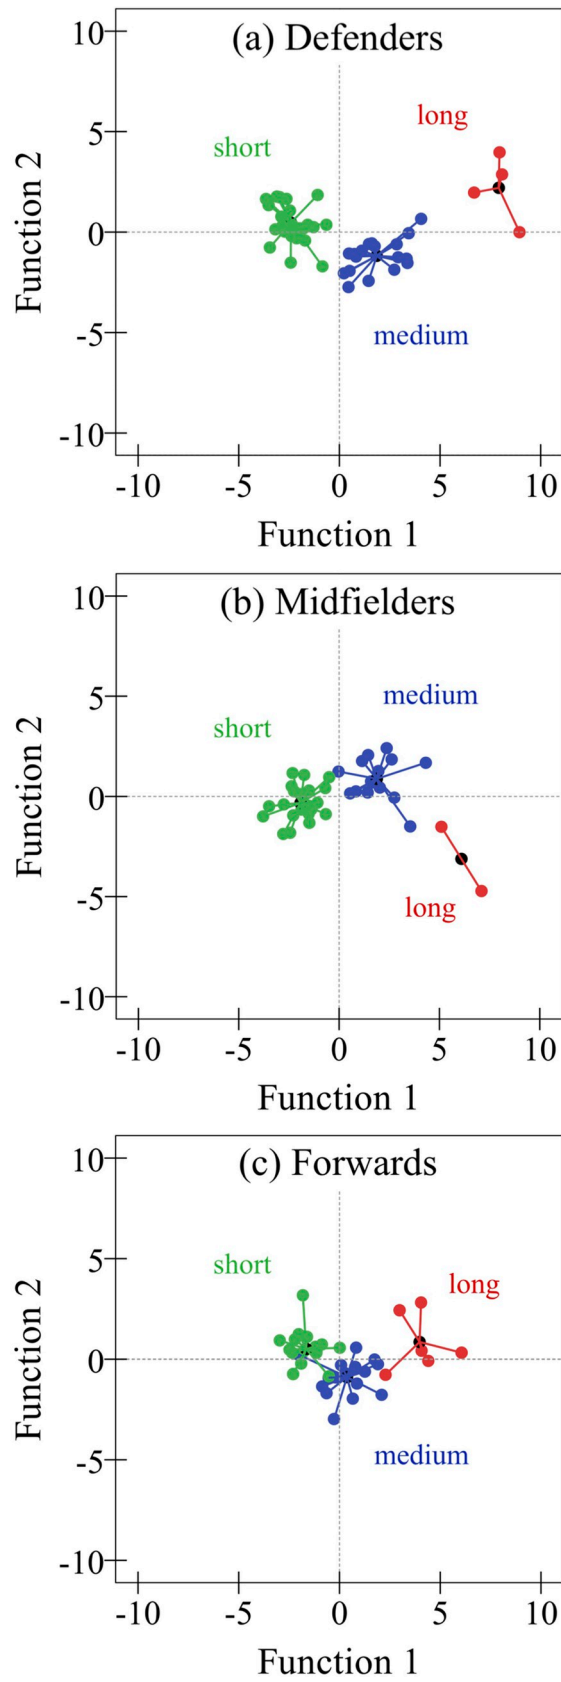 (a) Defenders
10
long
5
short
Function 2
0
-5
medium
-10
-10 -5 0 5 10
Function 1
(b) Midfielders
10
5
medium
short
Function 2
0
-5
long
-10
-10 -5 0 5 10
Function 1
(c) Forwards
10
5
short
long
Function 2
0
-5
medium
-10
-10 -5 0 5 10
Function 1